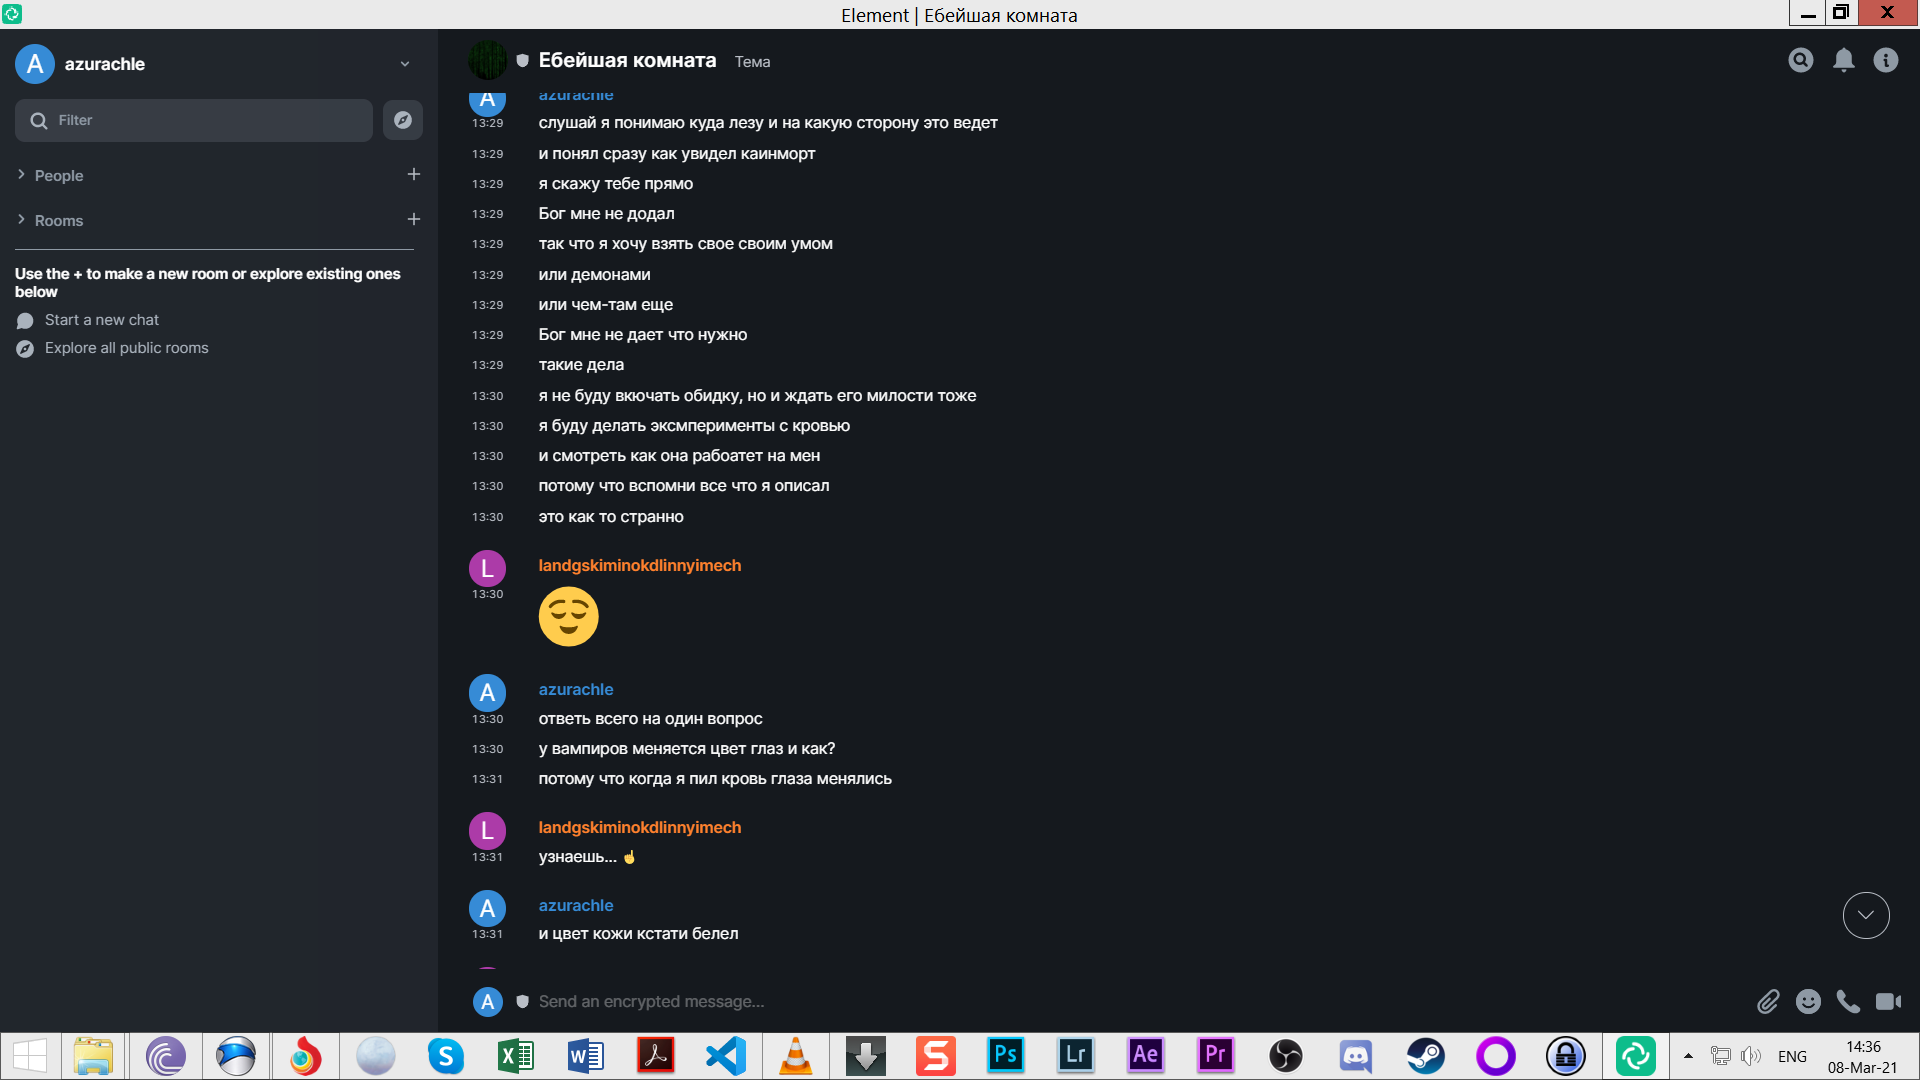 Element | Ебейшая комната
A azurachle
Filter
People
Rooms
Use the + to make a new room or explore existing ones
below
Start a new chat
Explore all public rooms
Ебейшая комната Тема
A azurachle
13:29 слушай я понимаю куда лезу и на какую сторону это ведет
13:29 и понял сразу как увидел каинморт
13:29 я скажу тебе прямо
13:29 Бог мне не додал
13:29 так что я хочу взять свое своим умом
13:29 или демонами
13:29 или чем-там еще
13:29 Бог мне не дает что нужно
13:29 такие дела
13:30 я не буду вкючать обидку, но и ждать его милости тоже
13:30 я буду делать эксмперименты с кровью
13:30 и смотреть как она рабоатет на мен
13:30 потому что вспомни все что я описал
13:30 это как то странно
L landgskiminokdlinnyimech
13:30
A azurachle
13:30 ответь всего на один вопрос
13:30 у вампиров меняется цвет глаз и как?
13:31 потому что когда я пил кровь глаза менялись
L landgskiminokdlinnyimech
13:31 узнаешь... ☝
A azurachle
13:31 и цвет кожи кстати белел
A Send an encrypted message...
S X W S Ps Lr Ae Pr ENG 14:36
08-Mar-21